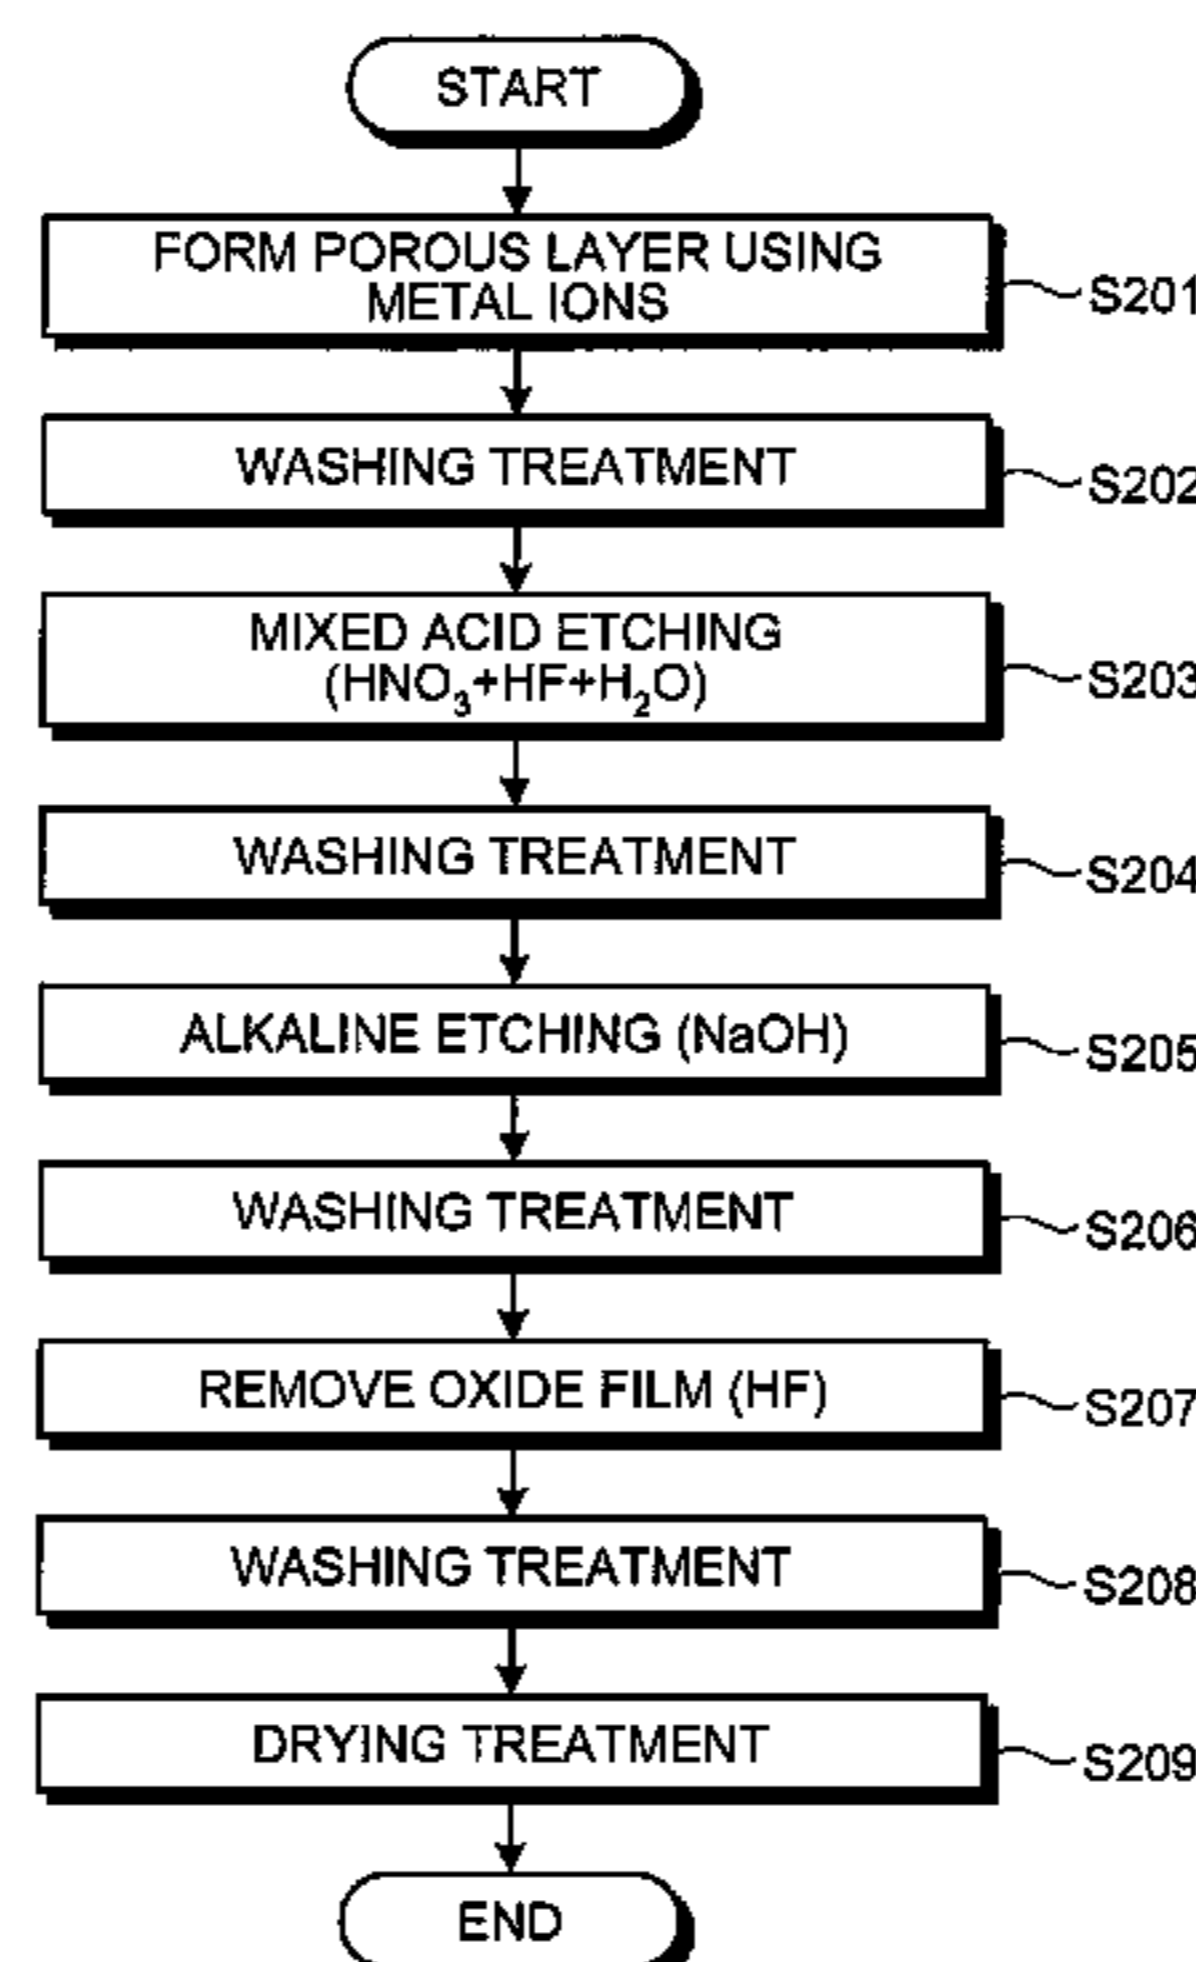 START
FORM POROUS LAYER USING
METAL IONS
S201
WASHING TREATMENT
S202
MIXED ACID ETCHING
(HNO₃+HF+H₂O)
S203
WASHING TREATMENT
S204
ALKALINE ETCHING (NaOH)
S205
WASHING TREATMENT
S206
REMOVE OXIDE FILM (HF)
S207
WASHING TREATMENT
S208
DRYING TREATMENT
S209
END